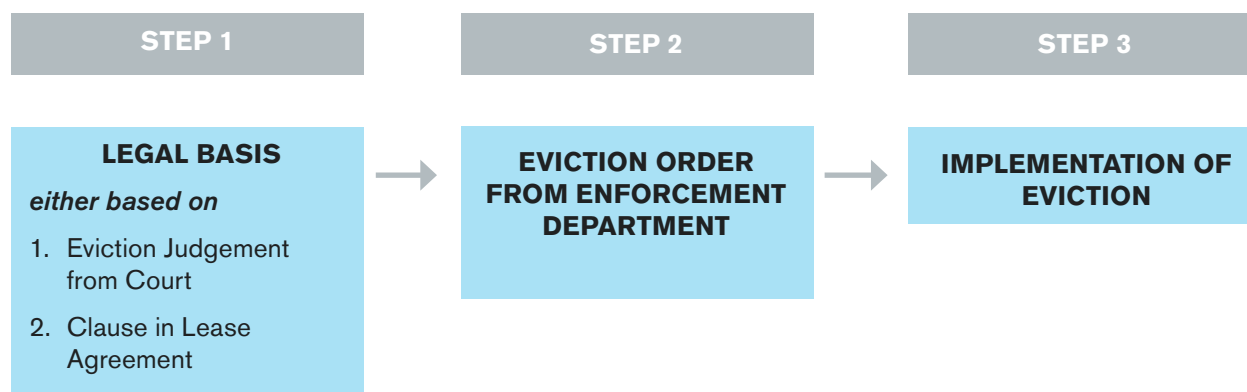 STEP 1
LEGAL BASIS
either based on
1. Eviction Judgement
from Court
2. Clause in Lease
Agreement
STEP 2
EVICTION ORDER
FROM ENFORCEMENT
DEPARTMENT
STEP 3
IMPLEMENTATION OF
EVICTION